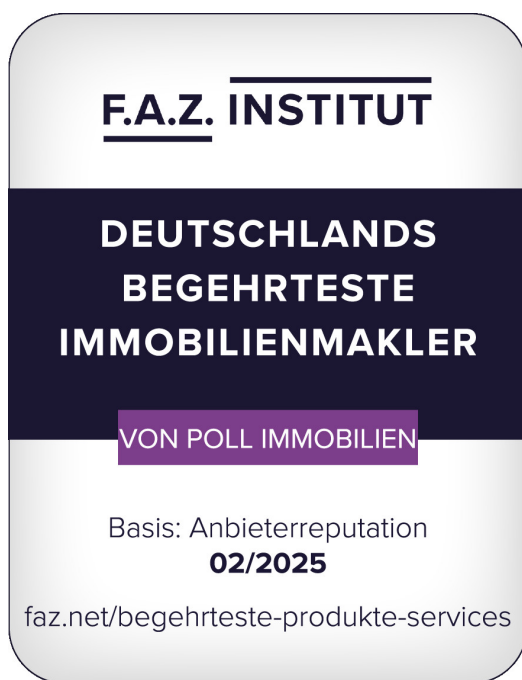 F.A.Z. INSTITUT
DEUTSCHLANDS
BEGEHRTESTE
IMMOBILIENMAKLER
VON POLL IMMOBILIEN
Basis: Anbieterreputation
02/2025
faz.net/begehrteste-produkte-services